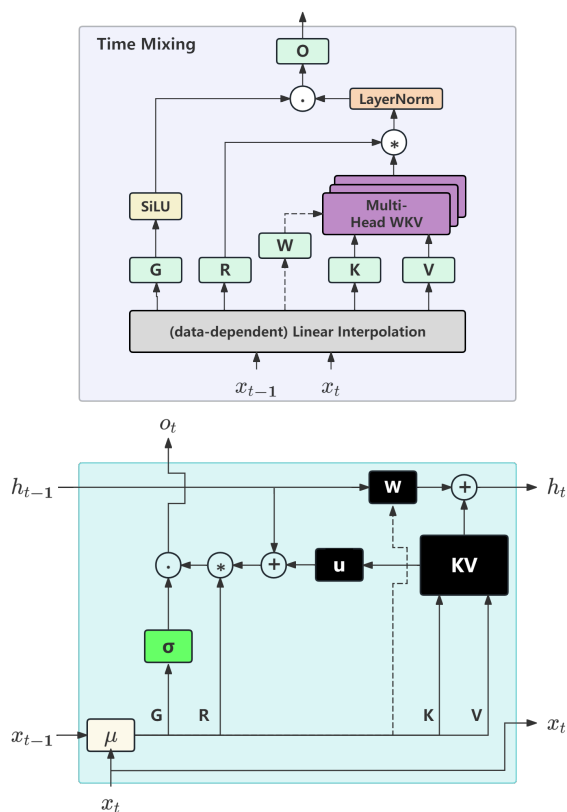 Time Mixing
O
·
LayerNorm
*
SiLU
Multi-
Head WKV
W
G
R
K
V
(data-dependent) Linear Interpolation
x_{t-1}
x_t
o_t
h_{t-1}
W
+
h_t
·
*
+
u
KV
σ
G
R
K
V
x_{t-1}
μ
x_t
x_t